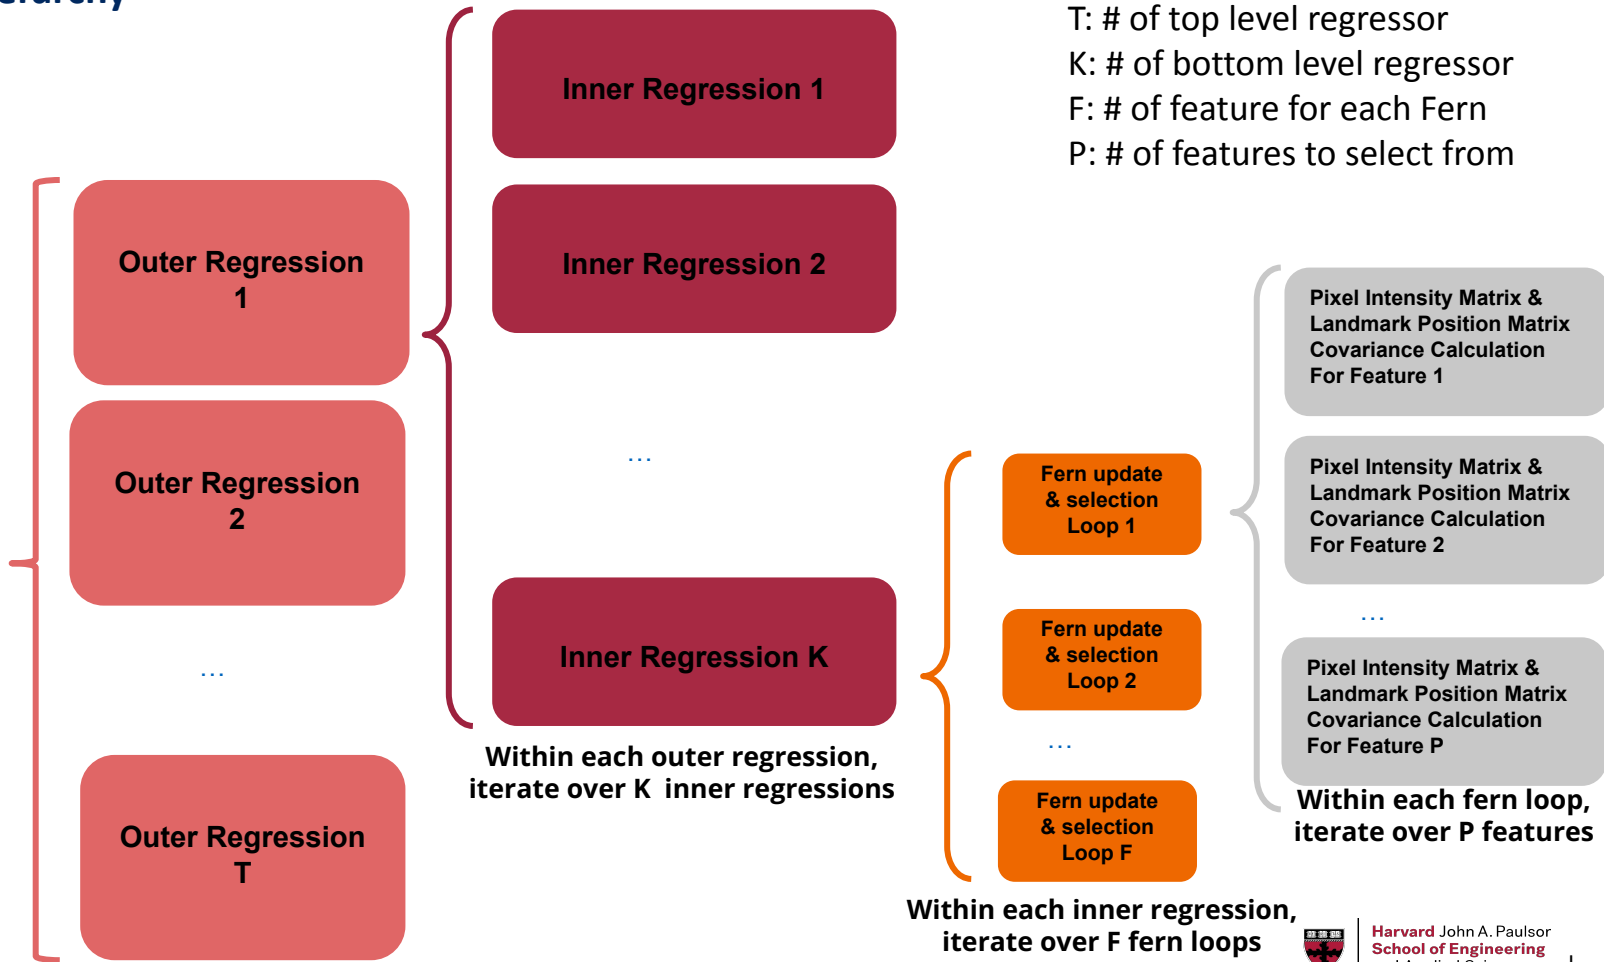 T: # of top level regressor
K: # of bottom level regressor
F: # of feature for each Fern
P: # of features to select from
Outer Regression
1
Outer Regression
2
...
Outer Regression
T
Inner Regression 1
Inner Regression 2
...
Inner Regression K
Within each outer regression,
iterate over K inner regressions
Fern update
& selection
Loop 1
Fern update
& selection
Loop 2
...
Fern update
& selection
Loop F
Within each inner regression,
iterate over F fern loops
Pixel Intensity Matrix &
Landmark Position Matrix
Covariance Calculation
For Feature 1
Pixel Intensity Matrix &
Landmark Position Matrix
Covariance Calculation
For Feature 2
...
Pixel Intensity Matrix &
Landmark Position Matrix
Covariance Calculation
For Feature P
Within each fern loop,
iterate over P features
Harvard John A. Paulsor
School of Engineering